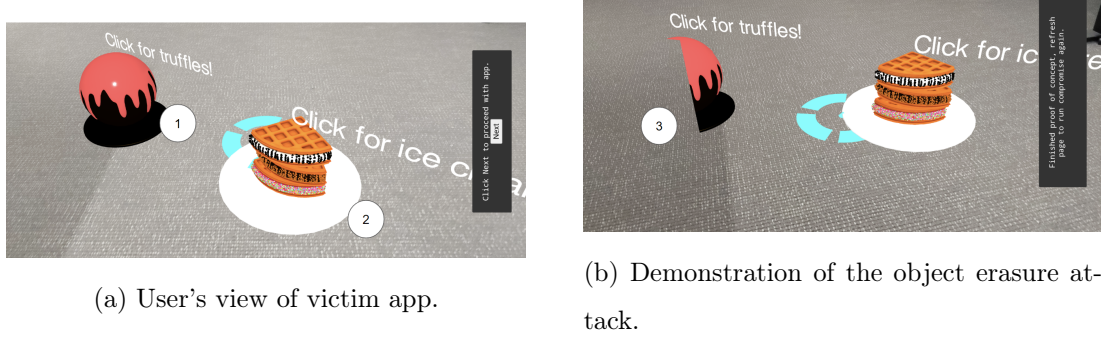 Click for truffles!
1
Click for ice
2
Click Next to proceed with app.
Next
(a) User's view of victim app.
Click for truffles!
3
Click for
Finished proof of concept, refresh
page to run compromise again.
(b) Demonstration of the object erasure at-
tack.